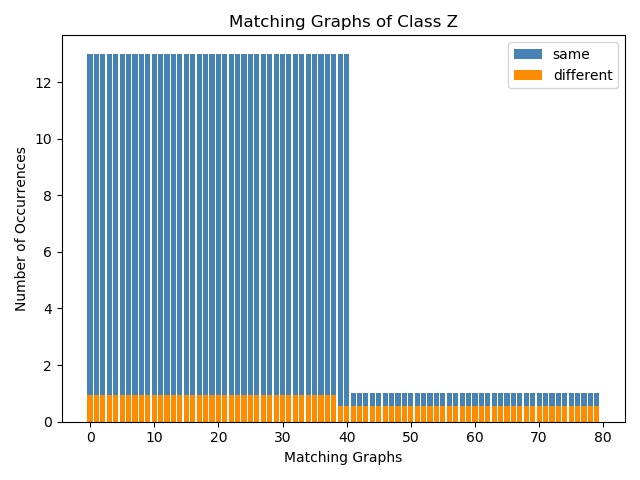 Matching Graphs of Class Z
same
different
Number of Occurrences
12
10
8
6
4
2
0
0 10 20 30 40 50 60 70 80
Matching Graphs